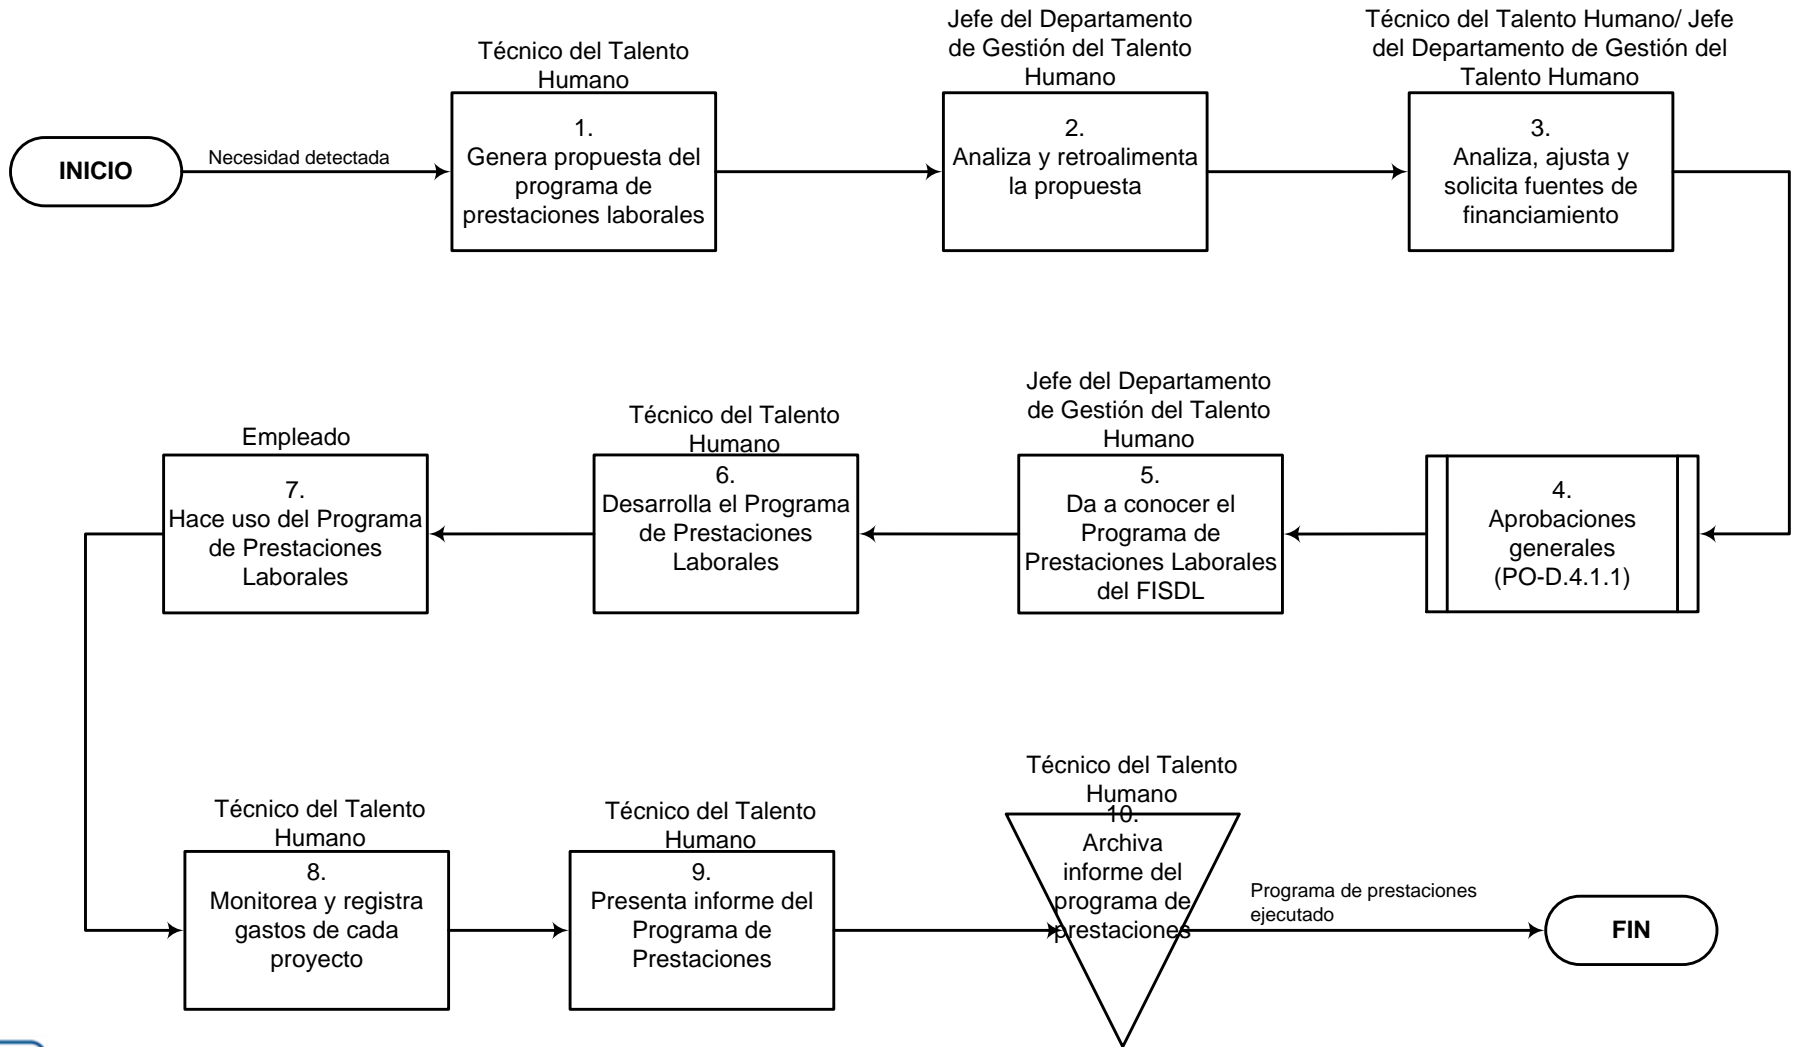 INICIO
Necesidad detectada
Técnico del Talento
Humano
1.
Genera propuesta del
programa de
prestaciones laborales
Jefe del Departamento
de Gestión del Talento
Humano
2.
Analiza y retroalimenta
la propuesta
Técnico del Talento Humano/ Jefe
del Departamento de Gestión del
Talento Humano
3.
Analiza, ajusta y
solicita fuentes de
financiamiento
4.
Aprobaciones
generales
(PO-D.4.1.1)
Jefe del Departamento
de Gestión del Talento
Humano
5.
Da a conocer el
Programa de
Prestaciones Laborales
del FISDL
Técnico del Talento
Humano
6.
Desarrolla el Programa
de Prestaciones
Laborales
Empleado
7.
Hace uso del Programa
de Prestaciones
Laborales
Técnico del Talento
Humano
8.
Monitorea y registra
gastos de cada
proyecto
Técnico del Talento
Humano
9.
Presenta informe del
Programa de
Prestaciones
Técnico del Talento
Humano
10.
Archiva
informe del
programa de
prestaciones
Programa de prestaciones
ejecutado
FIN